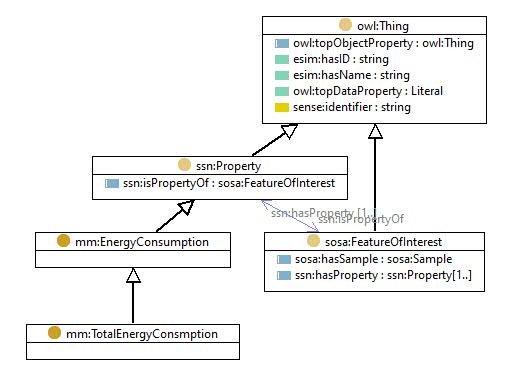 owl:Thing
owl:topObjectProperty : owl:Thing
esim:hasID : string
esim:hasName : string
owl:topDataProperty : Literal
sense:identifier : string
ssn:Property
ssn:isPropertyOf : sosa:FeatureOfInterest
ssn:hasProperty [1..]
ssn:isPropertyOf
mm:EnergyConsumption
sosa:FeatureOfInterest
sosa:hasSample : sosa:Sample
ssn:hasProperty : ssn:Property[1..]
mm:TotalEnergyConsmption